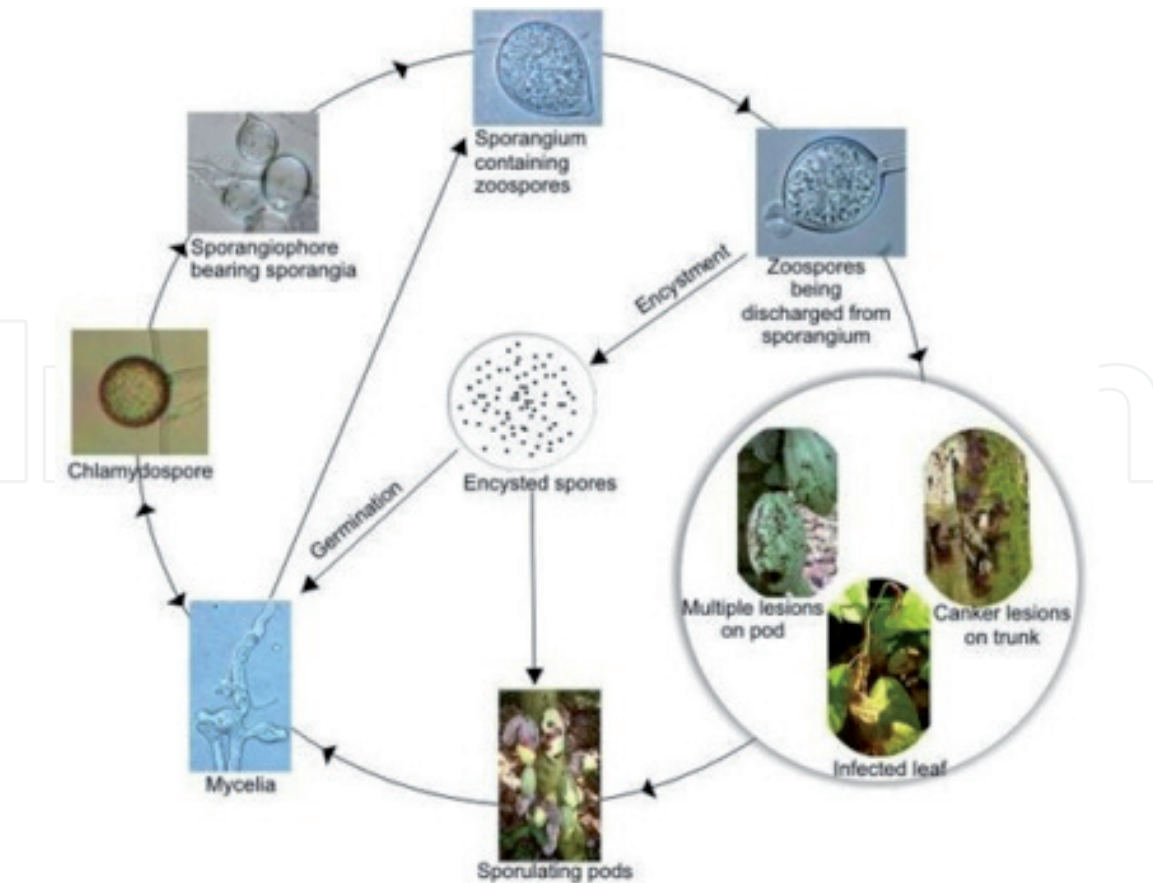 Sporangium
containing
zoospores
Sporangiophore
bearing sporangia
Zoospores
being
discharged from
sporangium
Encystment
Chlamydospore
Encysted spores
Germination
Multiple lesions
on pod
Canker lesions
on trunk
Infected leaf
Mycelia
Sporulating pods